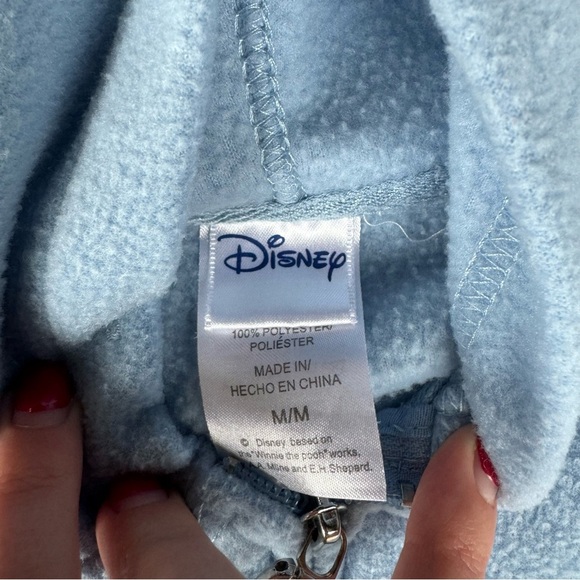 Disney
100% POLYESTER/
POLIÉSTER
MADE IN/
HECHO EN CHINA
M/M
© Disney. based on
the "Winnie the pooh" works,
A.A. Milne and E.H. Shepard.